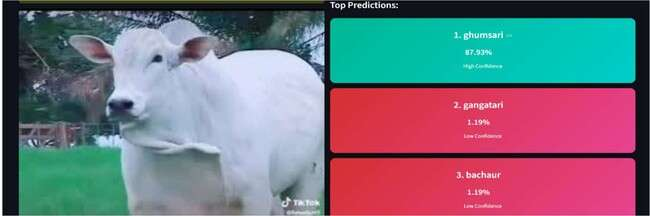 Top Predictions:
1. ghumsari
87.93%
High Confidence
2. gangatari
1.19%
Low Confidence
3. bachaur
1.19%
Low Confidence
TikTok